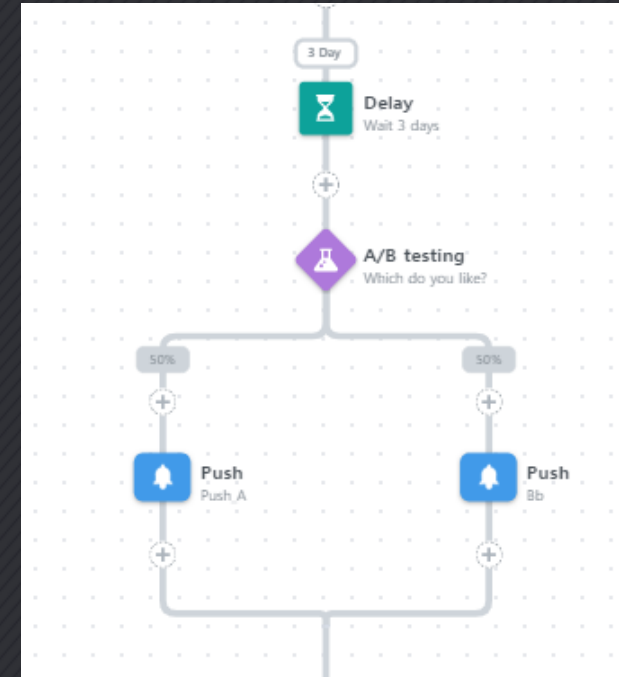 3 Day
Delay
Wait 3 days
A/B testing
Which do you like?
50%
50%
Push
Push_A
Push
Bb